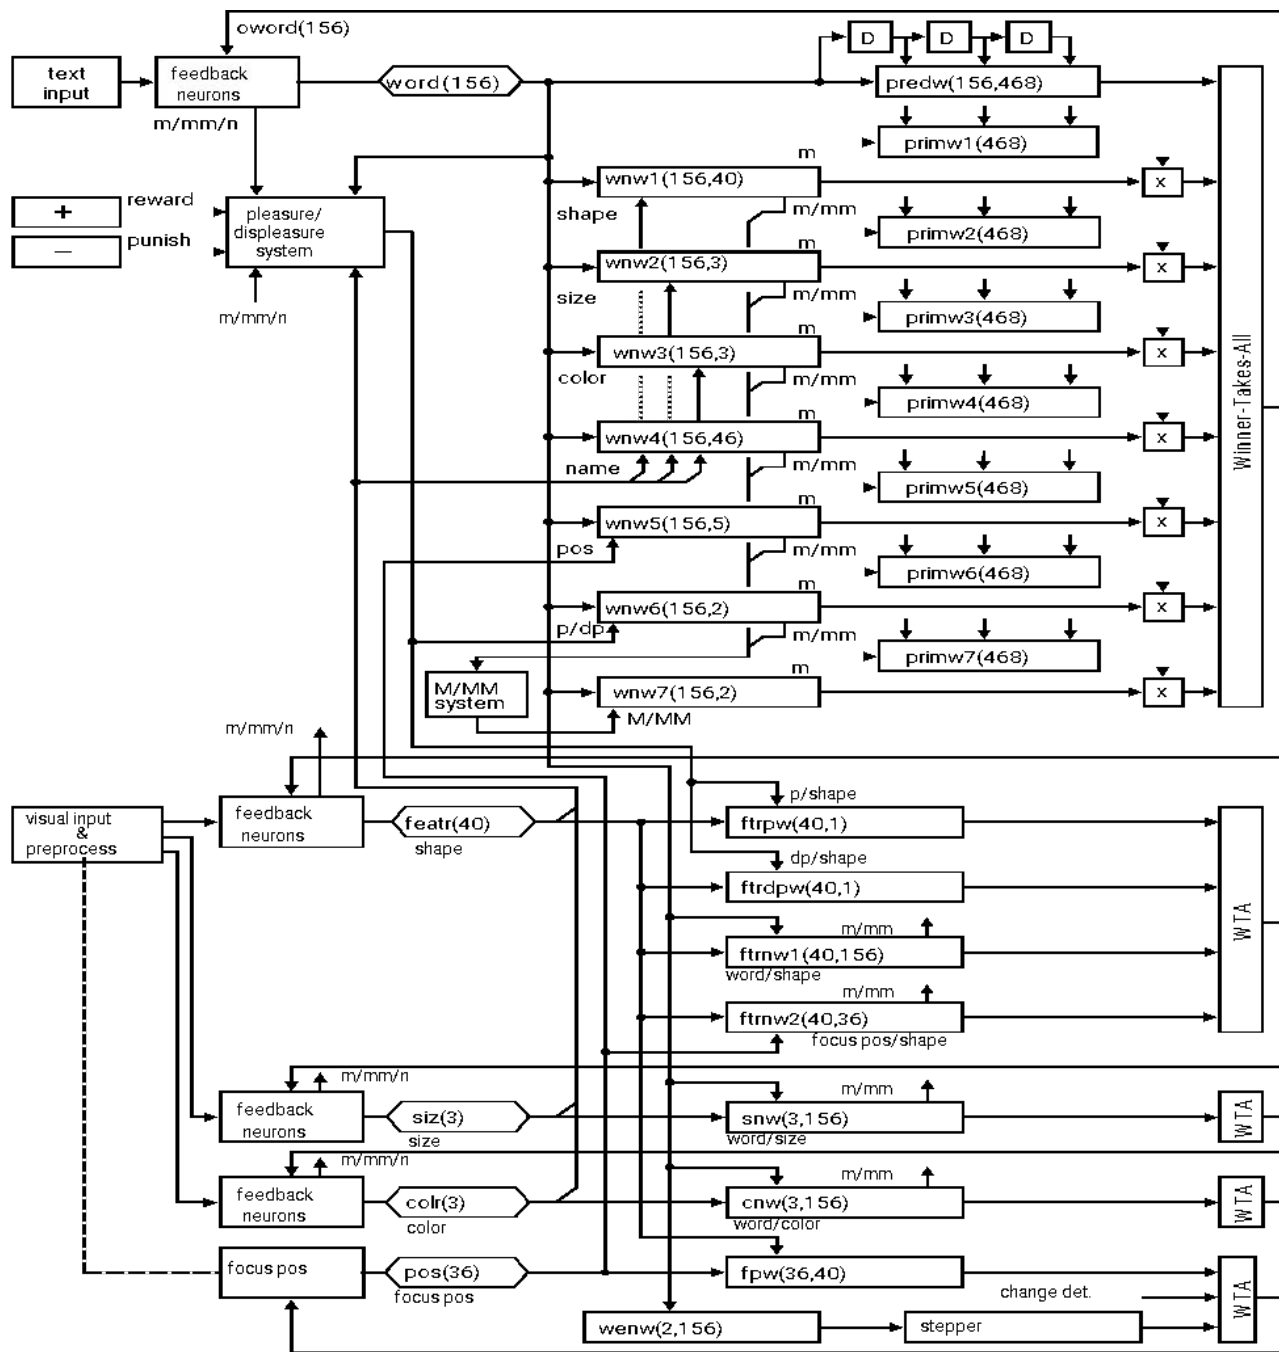 oword(156)
D
D
D
text
input
feedback
neurons
word(156)
predw(156,468)
m/mm/n
primw1(468)
m
wnw1(156,40)
x
reward
+
pleasure/
displeasure
system
shape
m/mm
primw2(468)
punish
−
m
wnw2(156,3)
x
size
m/mm
primw3(468)
m/mm/n
m
wnw3(156,3)
x
color
m/mm
primw4(468)
Winner-Takes-All
m
wnw4(156,46)
x
name
m/mm
primw5(468)
m
wnw5(156,5)
x
pos
m/mm
primw6(468)
m
wnw6(156,2)
x
p/dp
m/mm
primw7(468)
m
M/MM
system
wnw7(156,2)
x
M/MM
m/mm/n
visual input
&
preprocess
feedback
neurons
featr(40)
shape
p/shape
ftrpw(40,1)
dp/shape
ftrdpw(40,1)
WTA
m/mm
ftrnw1(40,156)
word/shape
m/mm
ftrnw2(40,36)
focus pos/shape
m/mm/n
feedback
neurons
siz(3)
size
m/mm
snw(3,156)
word/size
WTA
m/mm/n
feedback
neurons
colr(3)
color
m/mm
cnw(3,156)
word/color
WTA
focus pos
pos(36)
focus pos
fpw(36,40)
change det.
WTA
wenw(2,156)
stepper